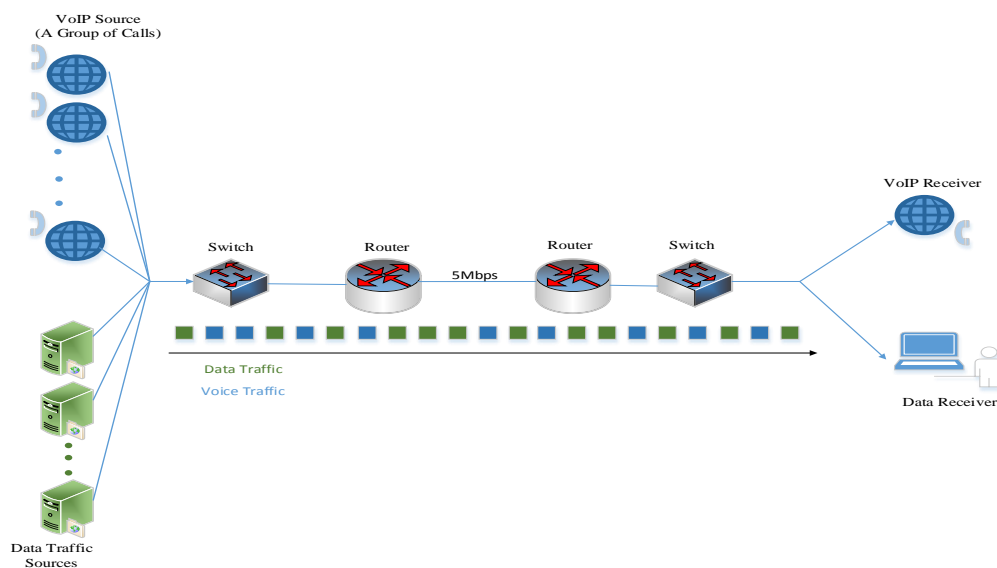 VoIP Source
(A Group of Calls)
VoIP Receiver
Switch
Router
5Mbps
Router
Switch
Data Traffic
Voice Traffic
Data Receiver
Data Traffic
Sources